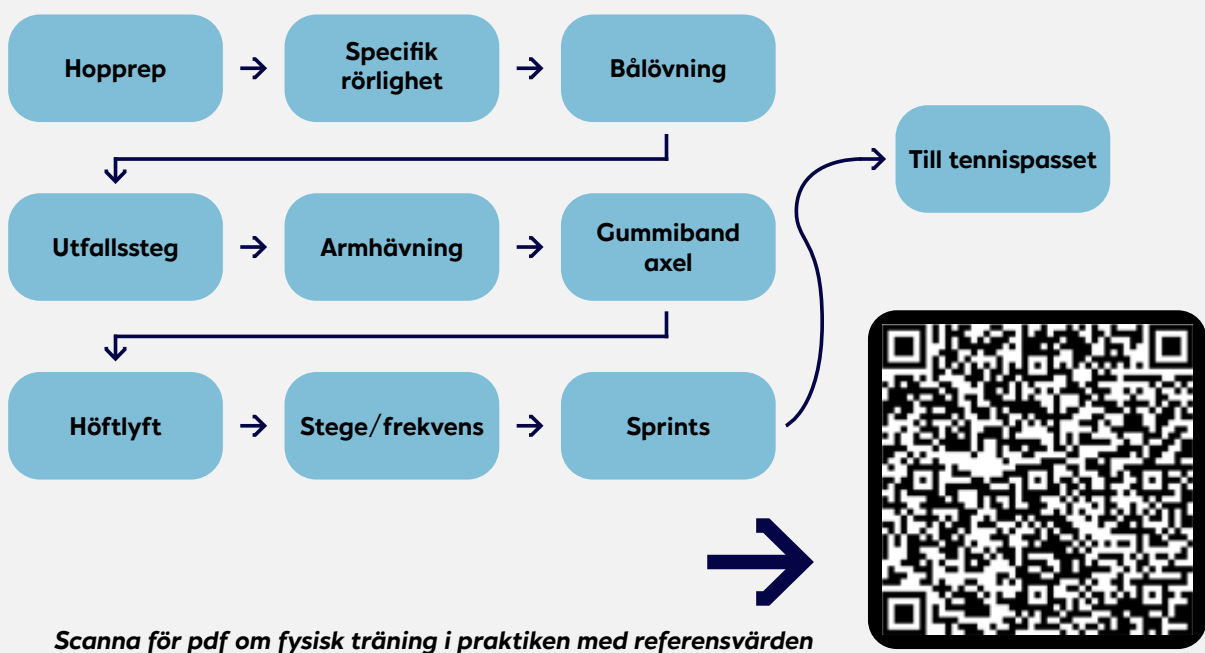 Hopprep
Specifik
rörlighet
Bålövning
Till tennispasset
Utfallssteg
Armhävning
Gummiband
axel
Höftlyft
Stege/frekvens
Sprints
Scanna för pdf om fysisk träning i praktiken med referensvärden